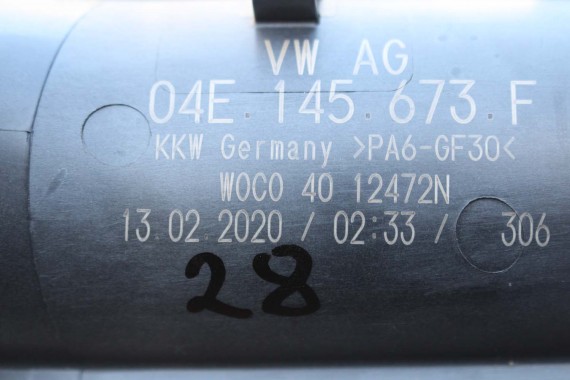 VW AG
04E.145.673.F
KKW Germany >PA6-GF30<
WOCO 40 12472N
13.02.2020 / 02:33 / 306
28